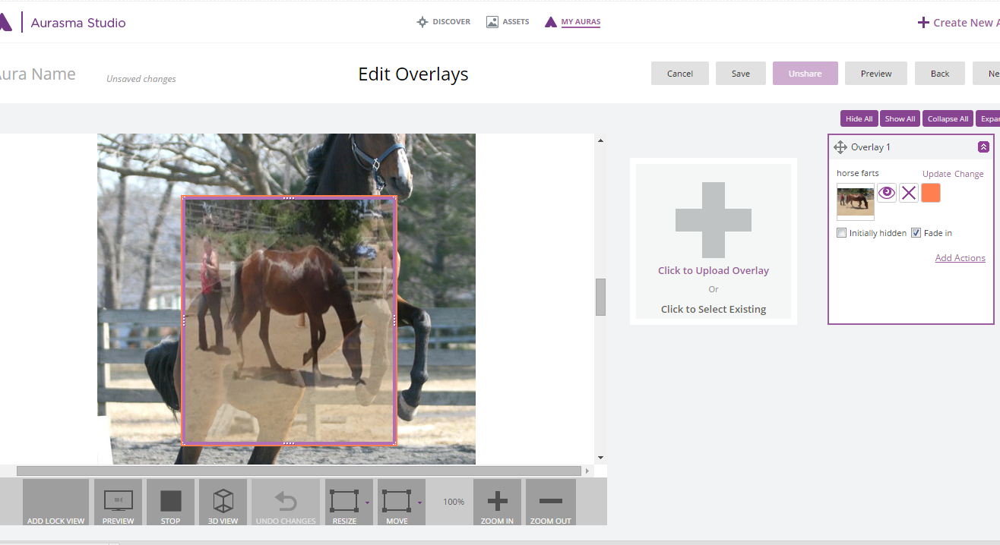 Aurasma Studio
DISCOVER
ASSETS
MY AURAS
Create New A
ura Name
Unsaved changes
Edit Overlays
Cancel
Save
Unshare
Preview
Back
Ne
Hide All
Show All
Collapse All
Expan
Overlay 1
horse farts
Update Change
Initially hidden
Fade in
Add Actions
Click to Upload Overlay
Or
Click to Select Existing
ADD LOCK VIEW
PREVIEW
STOP
3D VIEW
UNDO CHANGES
RESIZE
MOVE
100%
ZOOM IN
ZOOM OUT